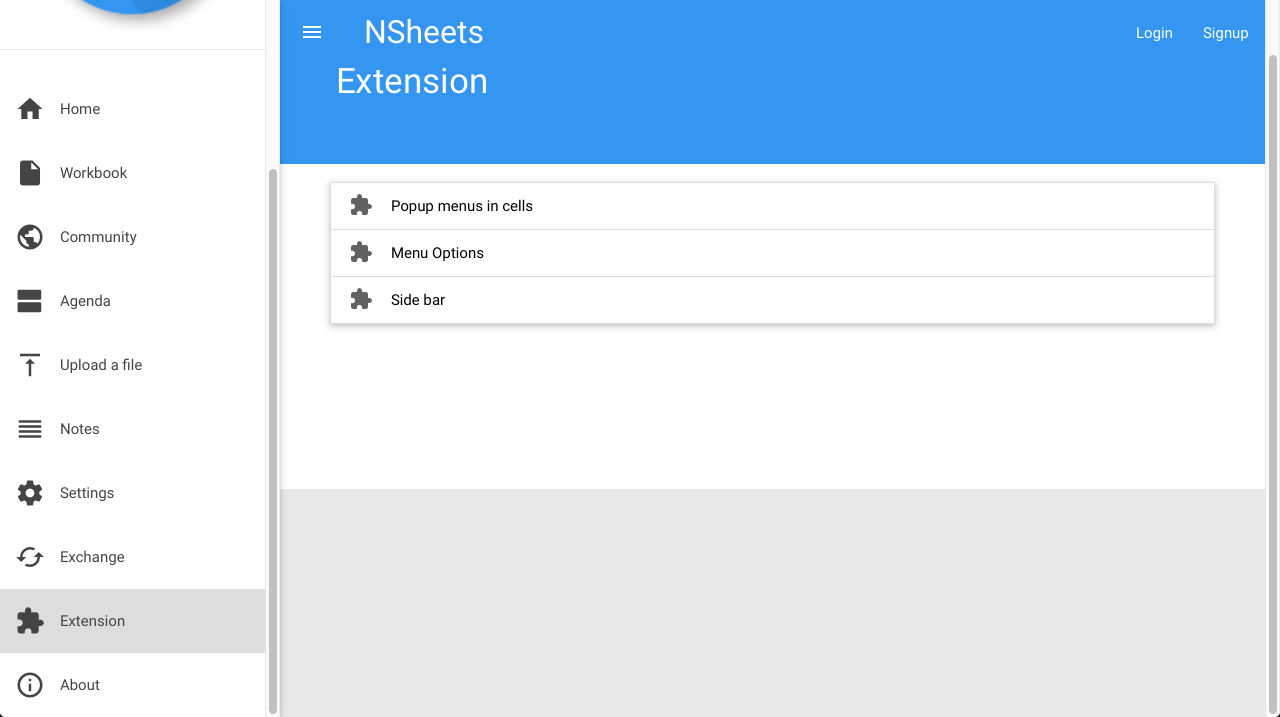 NSheets
Login
Signup
Extension
Home
Workbook
Community
Agenda
Upload a file
Notes
Settings
Exchange
Extension
About
Popup menus in cells
Menu Options
Side bar